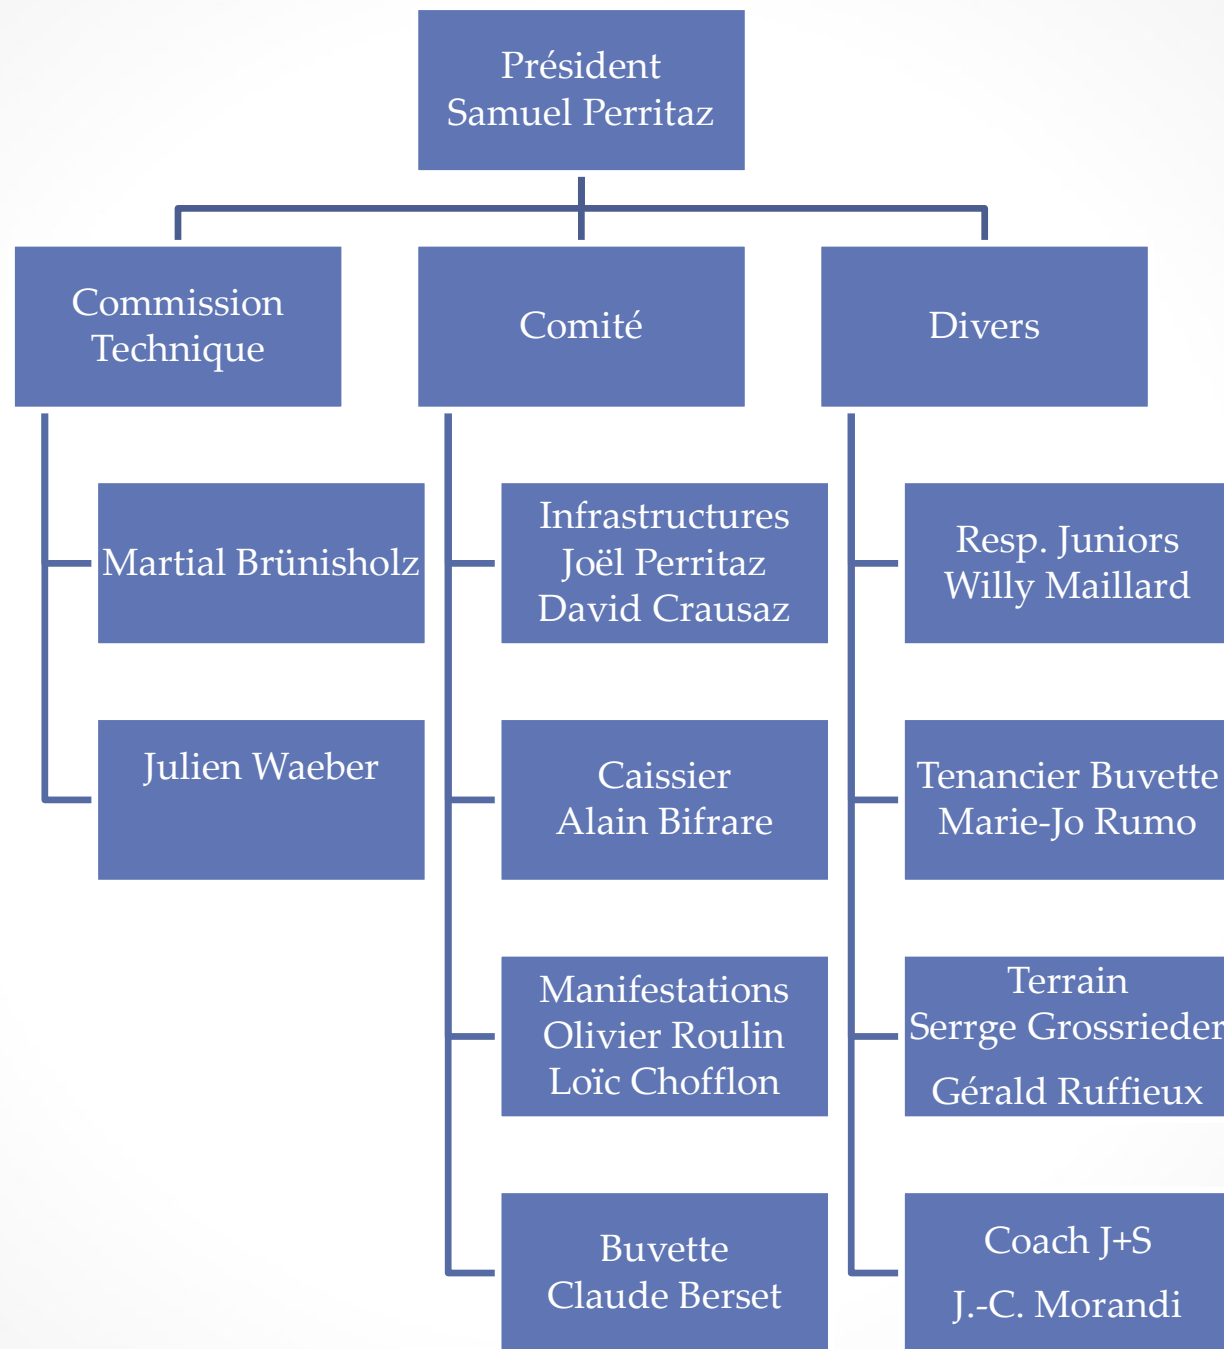 Président
Samuel Perritaz
Commission
Technique
Comité
Divers
Martial Brünisholz
Julien Waeber
Infrastructures
Joël Perritaz
David Crausaz
Caissier
Alain Bifrare
Manifestations
Olivier Roulin
Loïc Chofflon
Buvette
Claude Berset
Resp. Juniors
Willy Maillard
Tenancier Buvette
Marie-Jo Rumo
Terrain
Serrge Grossrieder
Gérald Ruffieux
Coach J+S
J.-C. Morandi